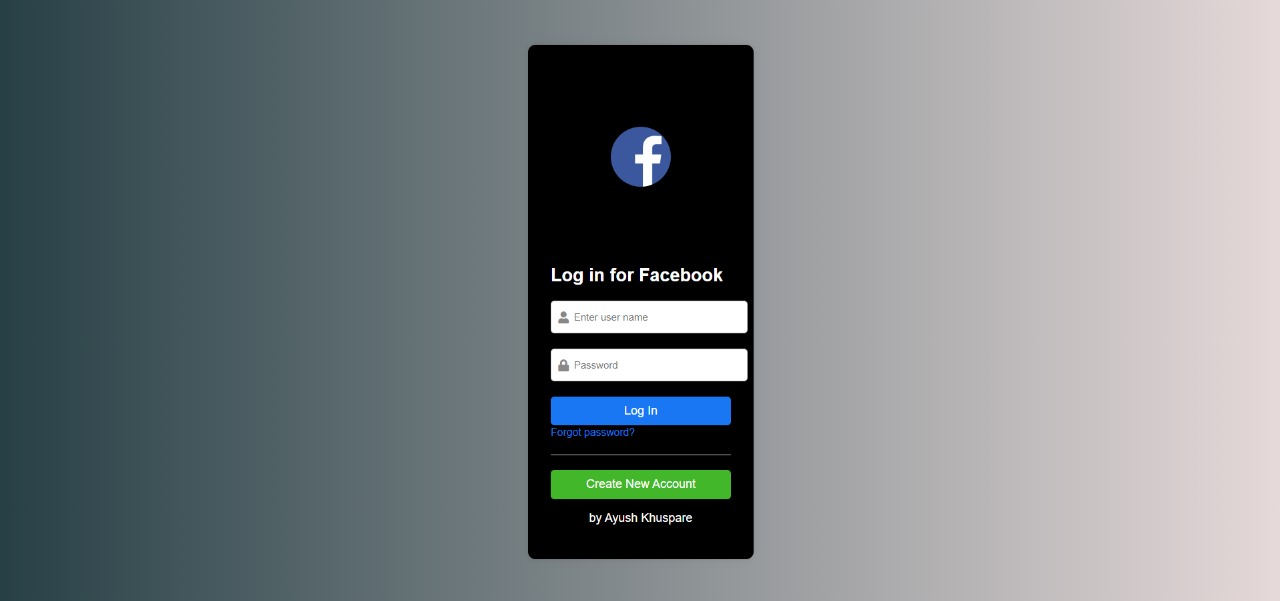 Log in for Facebook
Enter user name
Password
Log In
Forgot password?
Create New Account
by Ayush Khuspare